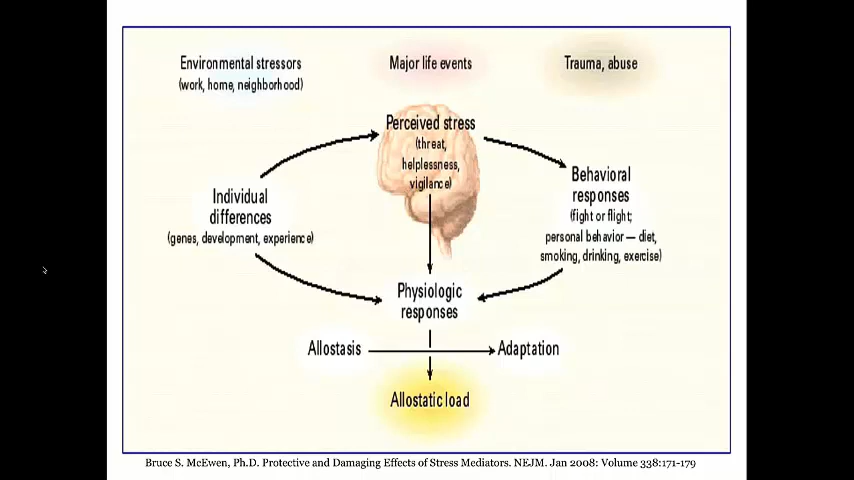 Environmental stressors
(work, home, neighborhood)
Major life events
Trauma, abuse
Perceived stress
(threat,
helplessness,
vigilance)
Individual
differences
(genes, development, experience)
Behavioral
responses
(fight or flight;
personal behavior — diet,
smoking, drinking, exercise)
Physiologic
responses
Allostasis
Adaptation
Allostatic load
Bruce S. McEwen, Ph.D. Protective and Damaging Effects of Stress Mediators. NEJM. Jan 2008: Volume 338:171-179